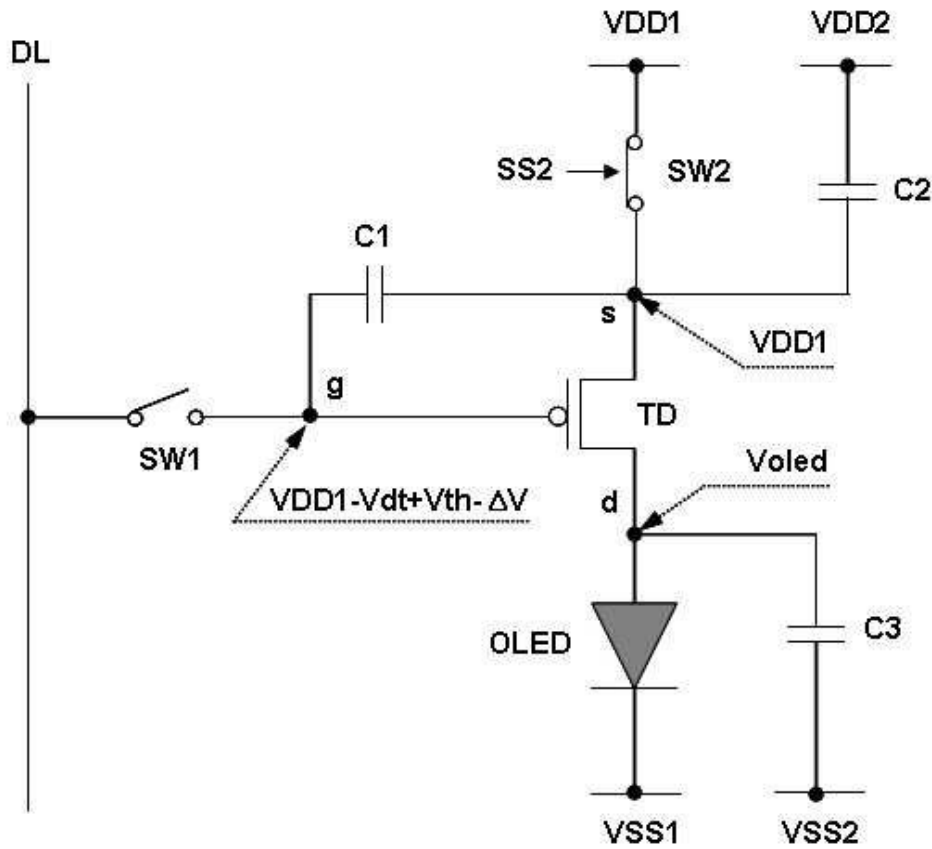 VDD1
VDD2
DL
SS2
SW2
C2
C1
s
VDD1
g
TD
SW1
Voled
VDD1-Vdt+Vth-ΔV
d
OLED
C3
VSS1
VSS2